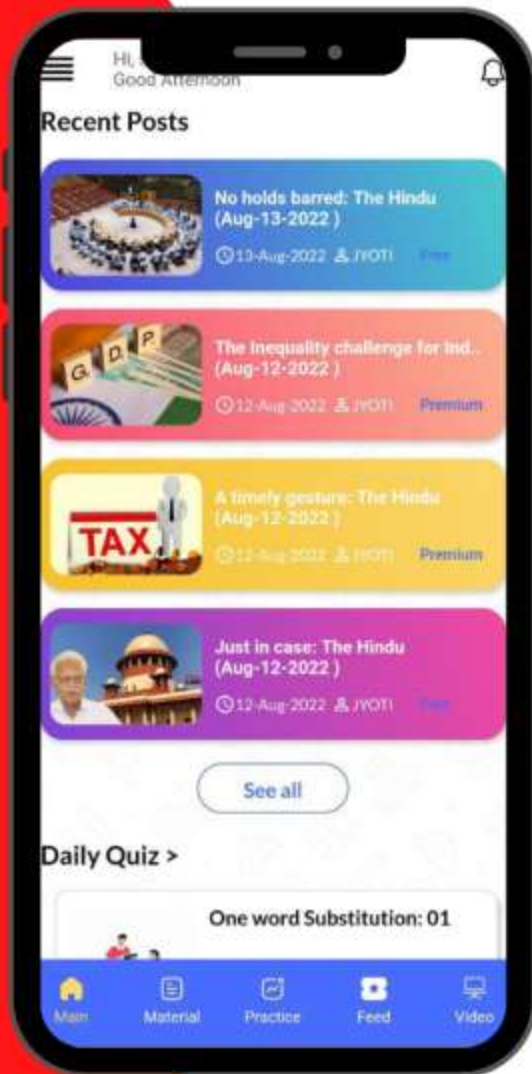 Hi,
Good Afternoon
Recent Posts
No holds barred: The Hindu
(Aug-13-2022 )
13-Aug-2022 JYOTI Free
G. D. P.
The Inequality challenge for Ind..
(Aug-12-2022 )
12-Aug-2022 JYOTI Premium
TAX
A timely gesture: The Hindu
(Aug-12-2022 )
12-Aug-2022 JYOTI Premium
Just in case: The Hindu
(Aug-12-2022 )
12-Aug-2022 JYOTI Free
See all
Daily Quiz >
One word Substitution: 01
Main Material Practice Feed Video